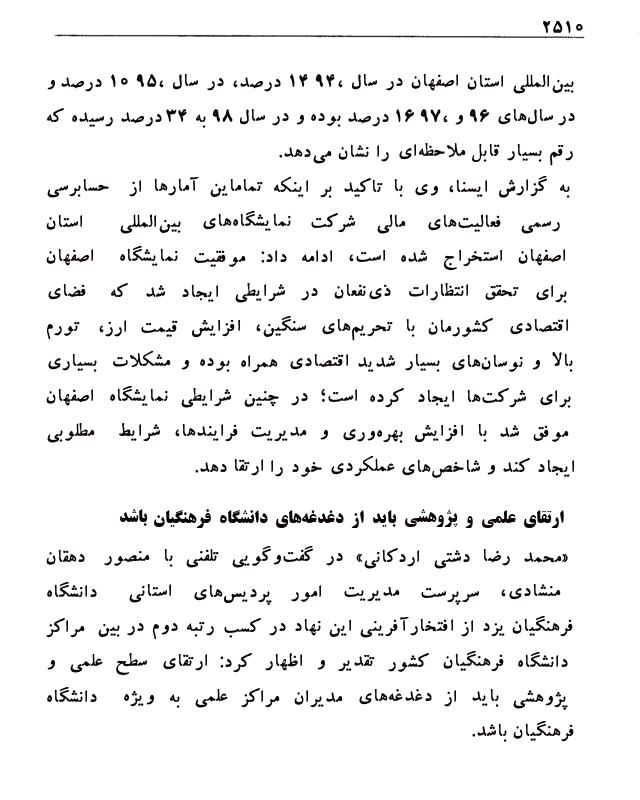 ۲۵۱۰
بین‌المللی استان اصفهان در سال ۹۴، ۱۴ درصد، در سال ۹۵، ۱۰ درصد و
در سال‌های ۹۶ و ۹۷، ۱۶ درصد بوده و در سال ۹۸ به ۳۴ درصد رسیده که
رقم بسیار قابل ملاحظه‌ای را نشان می‌دهد.
به گزارش ایسنا، وی با تاکید بر اینکه تماماین آمارها از حسابرسی
رسمی فعالیت‌های مالی شرکت نمایشگاه‌های بین‌المللی استان
اصفهان استخراج شده است، ادامه داد: موفقیت نمایشگاه اصفهان
برای تحقق انتظارات ذی‌نفعان در شرایطی ایجاد شد که فضای
اقتصادی کشورمان با تحریم‌های سنگین، افزایش قیمت ارز، تورم
بالا و نوسان‌های بسیار شدید اقتصادی همراه بوده و مشکلات بسیاری
برای شرکت‌ها ایجاد کرده است؛ در چنین شرایطی نمایشگاه اصفهان
موفق شد با افزایش بهره‌وری و مدیریت فرایندها، شرایط مطلوبی
ایجاد کند و شاخص‌های عملکردی خود را ارتقا دهد.
ارتقای علمی و پژوهشی باید از دغدغه‌های دانشگاه فرهنگیان باشد
«محمد رضا دشتی اردکانی» در گفت‌وگویی تلفنی با منصور دهقان
منشادی، سرپرست مدیریت امور پردیس‌های استانی دانشگاه
فرهنگیان یزد از افتخارآفرینی این نهاد در کسب رتبه دوم در بین مراکز
دانشگاه فرهنگیان کشور تقدیر و اظهار کرد: ارتقای سطح علمی و
پژوهشی باید از دغدغه‌های مدیران مراکز علمی به ویژه دانشگاه
فرهنگیان باشد.